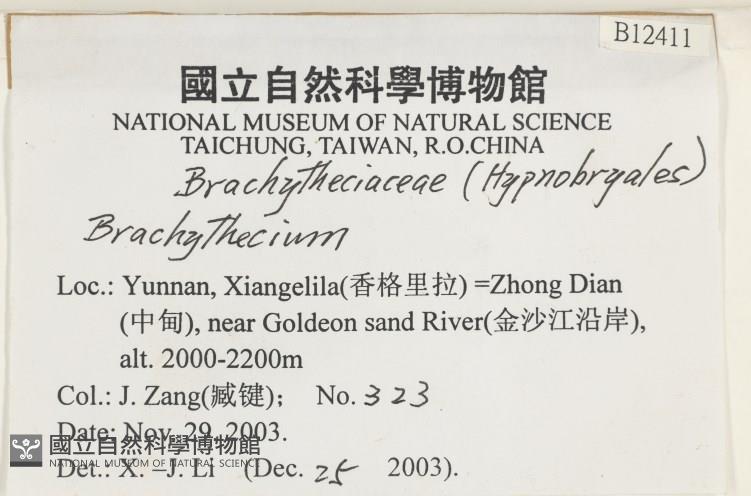 B12411
國立自然科學博物館
NATIONAL MUSEUM OF NATURAL SCIENCE
TAICHUNG, TAIWAN, R.O.CHINA
Brachytheciaceae (Hypnobryales)
Brachythecium
Loc.: Yunnan, Xiangelila(香格里拉) =Zhong Dian
(中甸), near Goldeon sand River(金沙江沿岸),
alt. 2000-2200m
Col.: J. Zang(臧键); No. 323
Date: Nov. 29, 2003.
國立自然科學博物館
NATIONAL MUSEUM OF NATURAL SCIENCE
Det.: X. –J. Li (Dec. 25 2003).